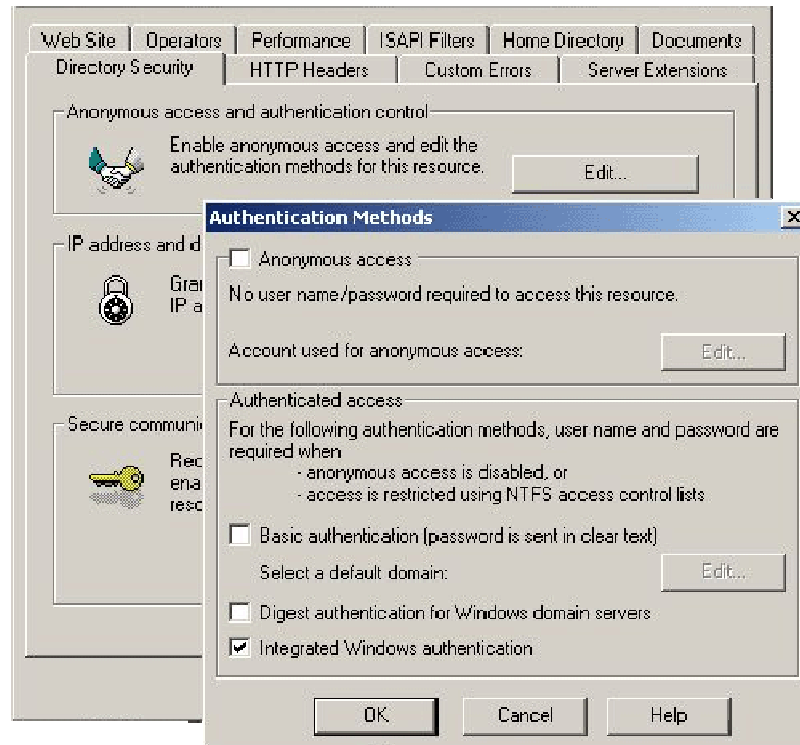 Web Site Operators Performance ISAPI Filters Home Directory Documents
Directory Security HTTP Headers Custom Errors Server Extensions
Anonymous access and authentication control
Enable anonymous access and edit the
authentication methods for this resource.
Edit...
Authentication Methods
IP address and d
Gra
IP a
Anonymous access
No user name/password required to access this resource.
Account used for anonymous access:
Edit...
Secure communi
Rec
ena
resc
Authenticated access
For the following authentication methods, user name and password are
required when
- anonymous access is disabled, or
- access is restricted using NTFS access control lists
Basic authentication (password is sent in clear text)
Select a default domain:
Edit...
Digest authentication for Windows domain servers
Integrated Windows authentication
OK Cancel Help